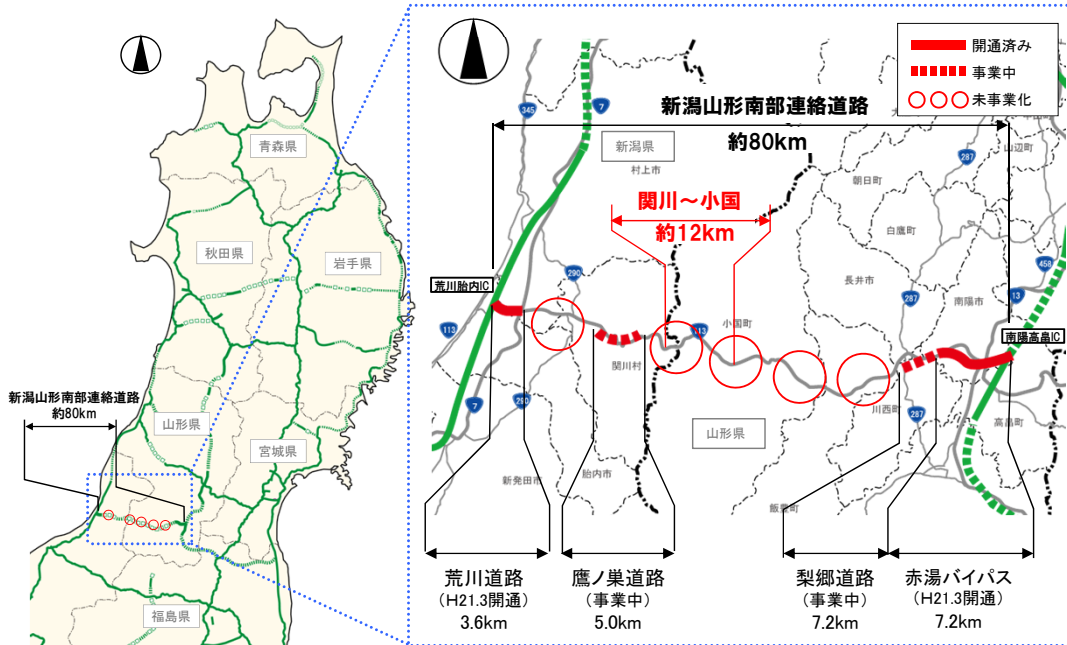 青森県
秋田県
岩手県
新潟山形南部連絡道路
約80km
山形県
宮城県
福島県
開通済み
事業中
未事業化
新潟山形南部連絡道路
約80km
345
7
新潟県
村上市
287
山辺町
朝日町
関川～小国
約12km
白鷹町
290
458
長井市
荒川胎内IC
287
南陽市
13
113
小国町
113
南陽高畠IC
関川村
7
290
川西町
287
高畠町
山形県
新発田市
胎内市
飯豊町
荒川道路
（H21.3開通）
3.6km
鷹ノ巣道路
（事業中）
5.0km
梨郷道路
（事業中）
7.2km
赤湯バイパス
（H21.3開通）
7.2km